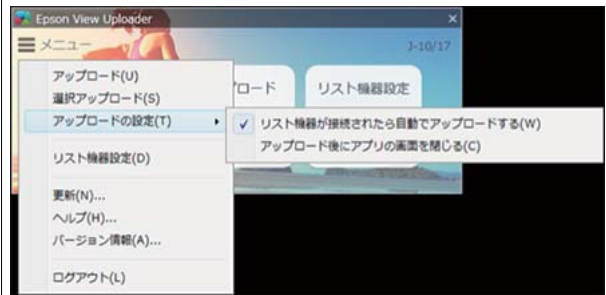 Epson View Uploader
メニュー
J-10/17
アップロード(U)
選択アップロード(S)
アップロードの設定(T)
リスト機器設定(D)
更新(N)...
ヘルプ(H)...
バージョン情報(A)...
ログアウト(L)
ロード
リスト機器設定
リスト機器が接続されたら自動でアップロードする(W)
アップロード後にアプリの画面を閉じる(C)